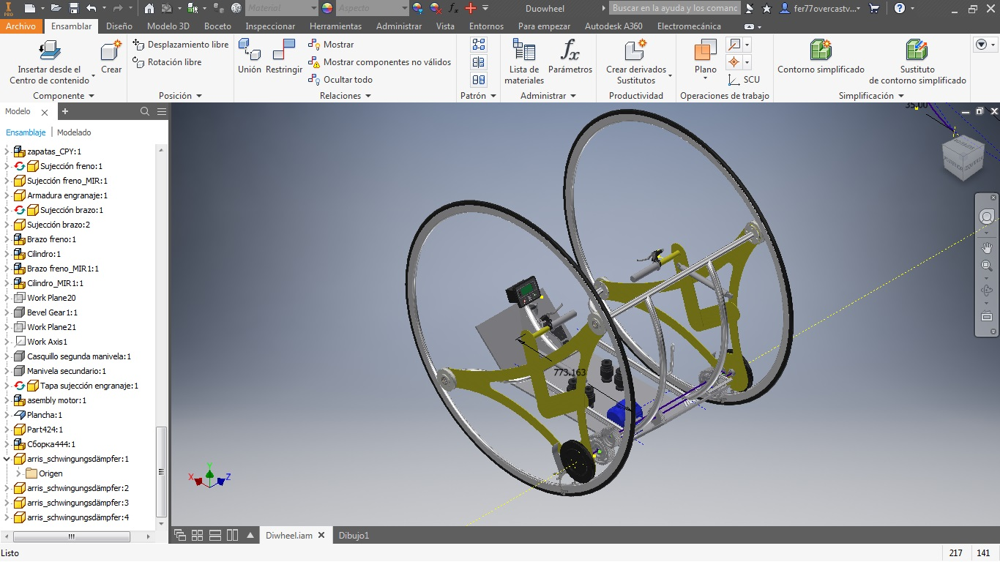 PRO
Material
Aspecto
fx
Duowheel
Buscar en la ayuda y los comanc
fer77overcastv...
Archivo
Ensamblar
Diseño
Modelo 3D
Boceto
Inspeccionar
Herramientas
Administrar
Vista
Entornos
Para empezar
Autodesk A360
Electromecánica
Insertar desde el
Centro de contenido
Crear
Componente
Desplazamiento libre
Rotación libre
Posición
Unión
Restringir
Mostrar
Mostrar componentes no válidos
Ocultar todo
Relaciones
Patrón
Lista de
materiales
fx
Parámetros
Administrar
Crear derivados
Sustitutos
Productividad
Plano
SCU
Operaciones de trabajo
Contorno simplificado
Sustituto
de contorno simplificado
Simplificación
Modelo
Ensamblaje | Modelado
zapatas_CPY:1
Sujección freno:1
Sujección freno_MIR:1
Armadura engranaje:1
Sujección brazo:1
Sujección brazo:2
Brazo freno:1
Cilindro:1
Brazo freno_MIR1:1
Cilindro_MIR1:1
Work Plane20
Bevel Gear1:1
Work Plane21
Work Axis1
Casquillo segunda manivela:1
Manivela secundario:1
Tapa sujección engranaje:1
asembly motor:1
Plancha:1
Part424:1
Сборка444:1
arris_schwingungsdämpfer:1
Origen
arris_schwingungsdämpfer:2
arris_schwingungsdämpfer:3
arris_schwingungsdämpfer:4
35.00
773.163
X
Y
Z
Diwheel.iam
Dibujo1
Listo
217
141